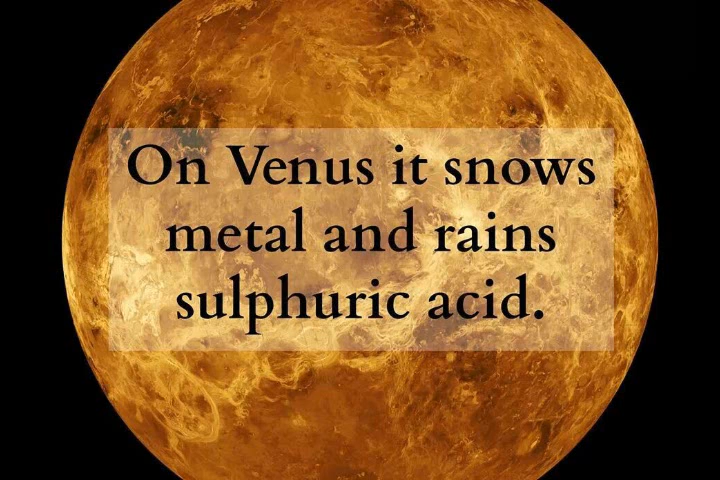 On Venus it snows
metal and rains
sulphuric acid.